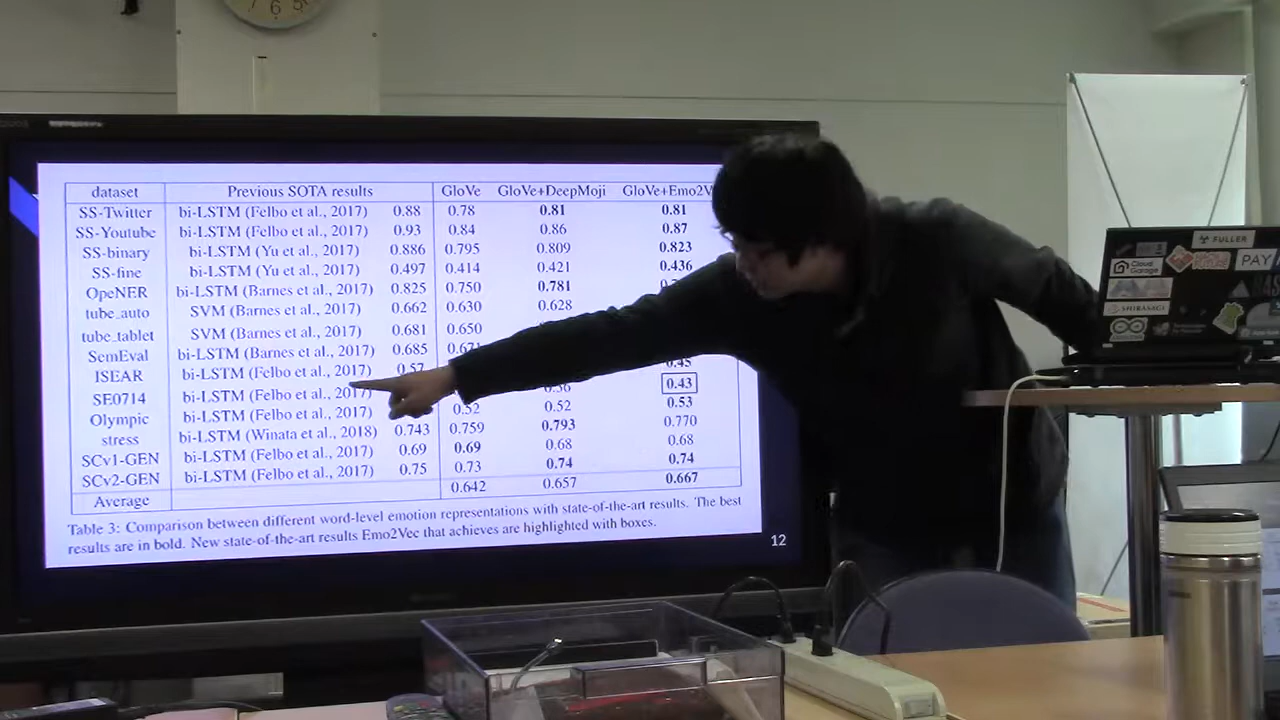 dataset Previous SOTA results GloVe GloVe+DeepMoji GloVe+Emo2V
SS-Twitter bi-LSTM (Felbo et al., 2017) 0.88 0.78 0.81 0.81
SS-Youtube bi-LSTM (Felbo et al., 2017) 0.93 0.84 0.86 0.87
SS-binary bi-LSTM (Yu et al., 2017) 0.886 0.795 0.809 0.823
SS-fine bi-LSTM (Yu et al., 2017) 0.497 0.414 0.421 0.436
OpeNER bi-LSTM (Barnes et al., 2017) 0.825 0.750 0.781
tube_auto SVM (Barnes et al., 2017) 0.662 0.630 0.628
tube_tablet SVM (Barnes et al., 2017) 0.681 0.650
SemEval bi-LSTM (Barnes et al., 2017) 0.685 0.671
ISEAR bi-LSTM (Felbo et al., 2017) 0.57 0.45
SE0714 bi-LSTM (Felbo et al., 2017) 0.36 0.43
Olympic bi-LSTM (Felbo et al., 2017) 0.52 0.52 0.53
stress bi-LSTM (Winata et al., 2018) 0.743 0.759 0.793 0.770
SCv1-GEN bi-LSTM (Felbo et al., 2017) 0.69 0.69 0.68 0.68
SCv2-GEN bi-LSTM (Felbo et al., 2017) 0.75 0.73 0.74 0.74
Average 0.642 0.657 0.667
Table 3: Comparison between different word-level emotion representations with state-of-the-art results. The best
results are in bold. New state-of-the-art results Emo2Vec that achieves are highlighted with boxes.
12
FULLER
Cloud
Garage
PAY
6 5